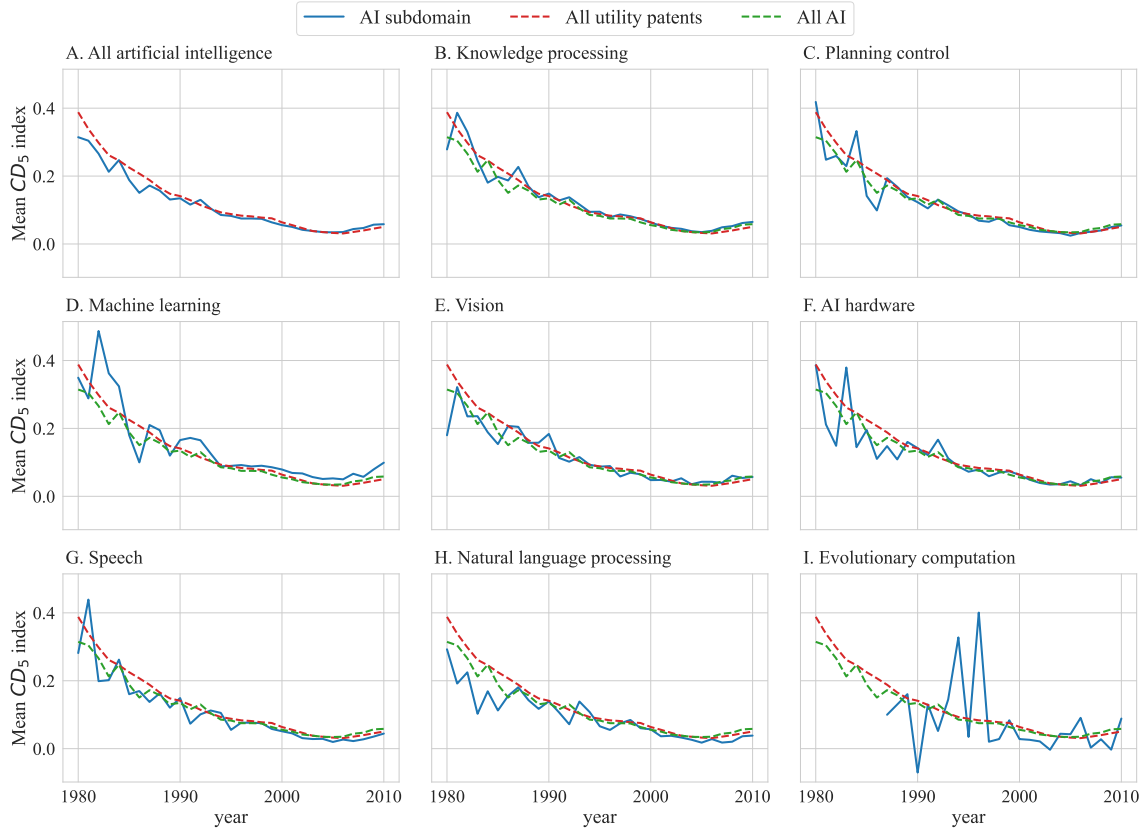 AI subdomain All utility patents All AI
A. All artificial intelligence B. Knowledge processing C. Planning control
0.4
0.2
0.0
Mean CD5 index
D. Machine learning E. Vision F. AI hardware
0.4
0.2
0.0
Mean CD5 index
G. Speech H. Natural language processing I. Evolutionary computation
0.4
0.2
0.0
Mean CD5 index
1980 1990 2000 2010 1980 1990 2000 2010 1980 1990 2000 2010
year year year